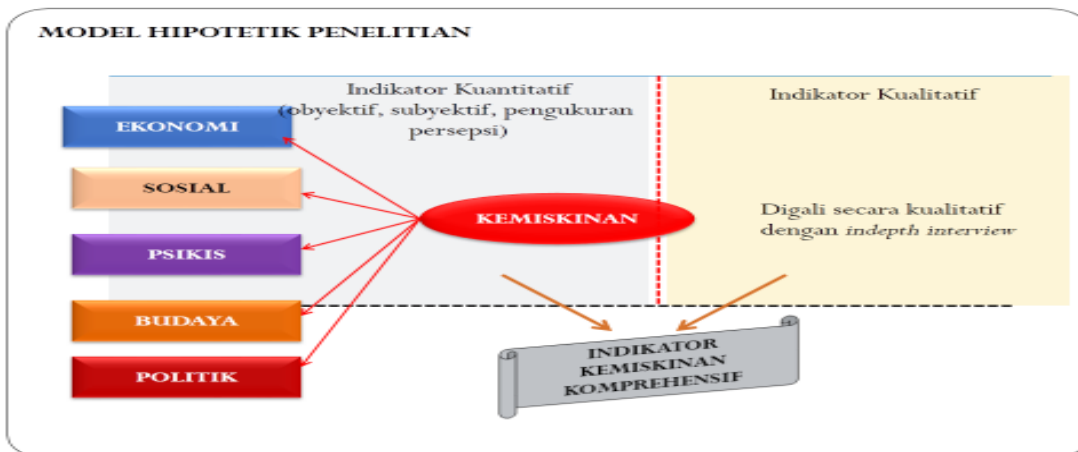 MODEL HIPOTETIK PENELITIAN
Indikator Kuantitatif
(obyektif, subyektif, pengukuran
persepsi)
Indikator Kualitatif
EKONOMI
SOSIAL
PSIKIS
BUDAYA
POLITIK
KEMISKINAN
Digali secara kualitatif
dengan indepth interview
INDIKATOR
KEMISKINAN
KOMPREHENSIF